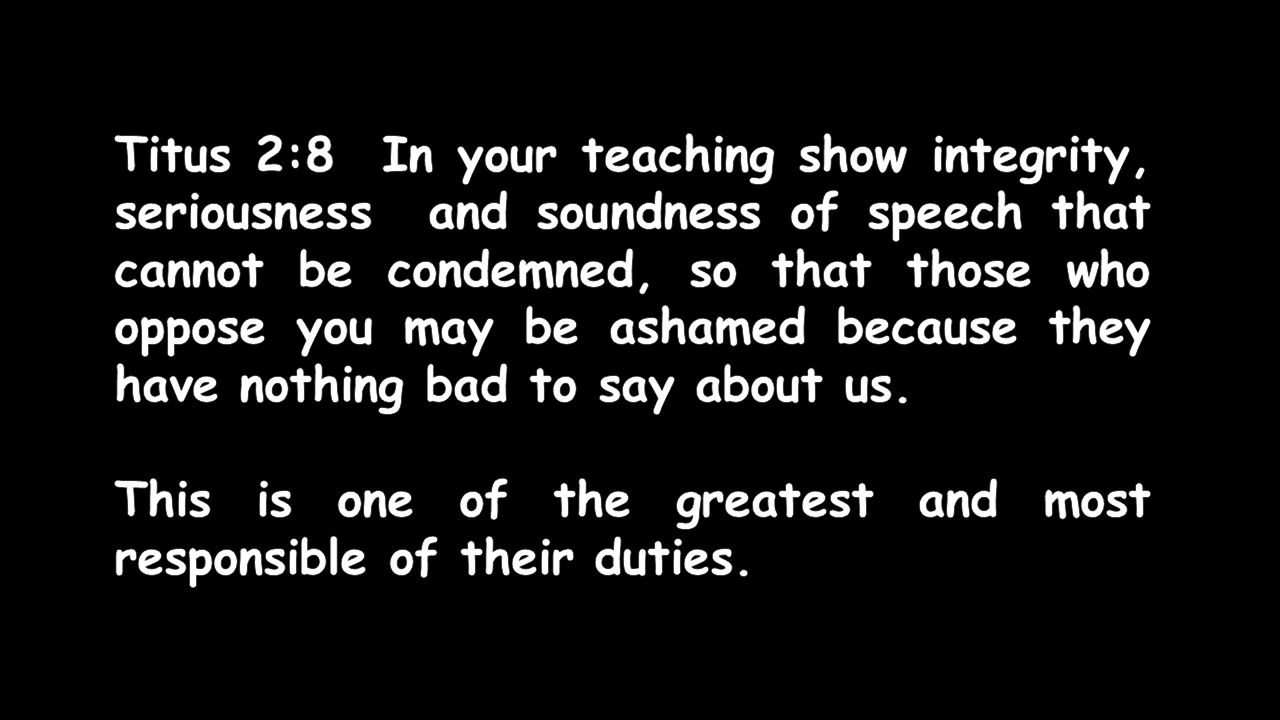 Titus 2:8 In your teaching show integrity,
seriousness and soundness of speech that
cannot be condemned, so that those who
oppose you may be ashamed because they
have nothing bad to say about us.
This is one of the greatest and most
responsible of their duties.